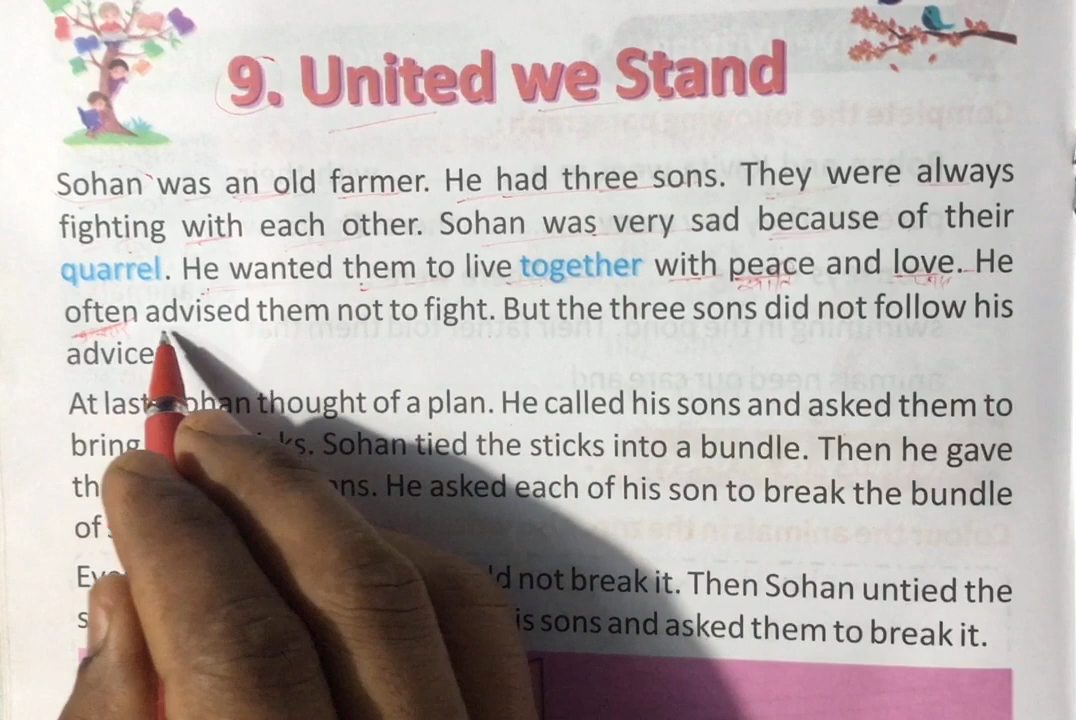 9. United we Stand
Sohan was an old farmer. He had three sons. They were always
fighting with each other. Sohan was very sad because of their
quarrel. He wanted them to live together with peace and love. He
often advised them not to fight. But the three sons did not follow his
advice
At last thought of a plan. He called his sons and asked them to
bring Sohan tied the sticks into a bundle. Then he gave
He asked each of his son to break the bundle
of
not break it. Then Sohan untied the
sons and asked them to break it.